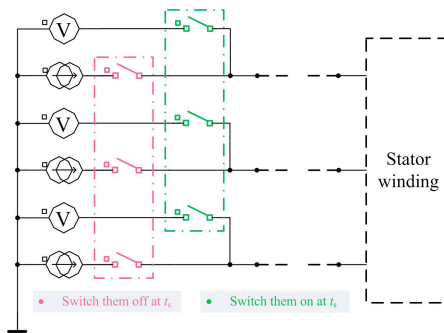 V
V
Stator
winding
V
• Switch them off at tₛ
• Switch them on at tₛ